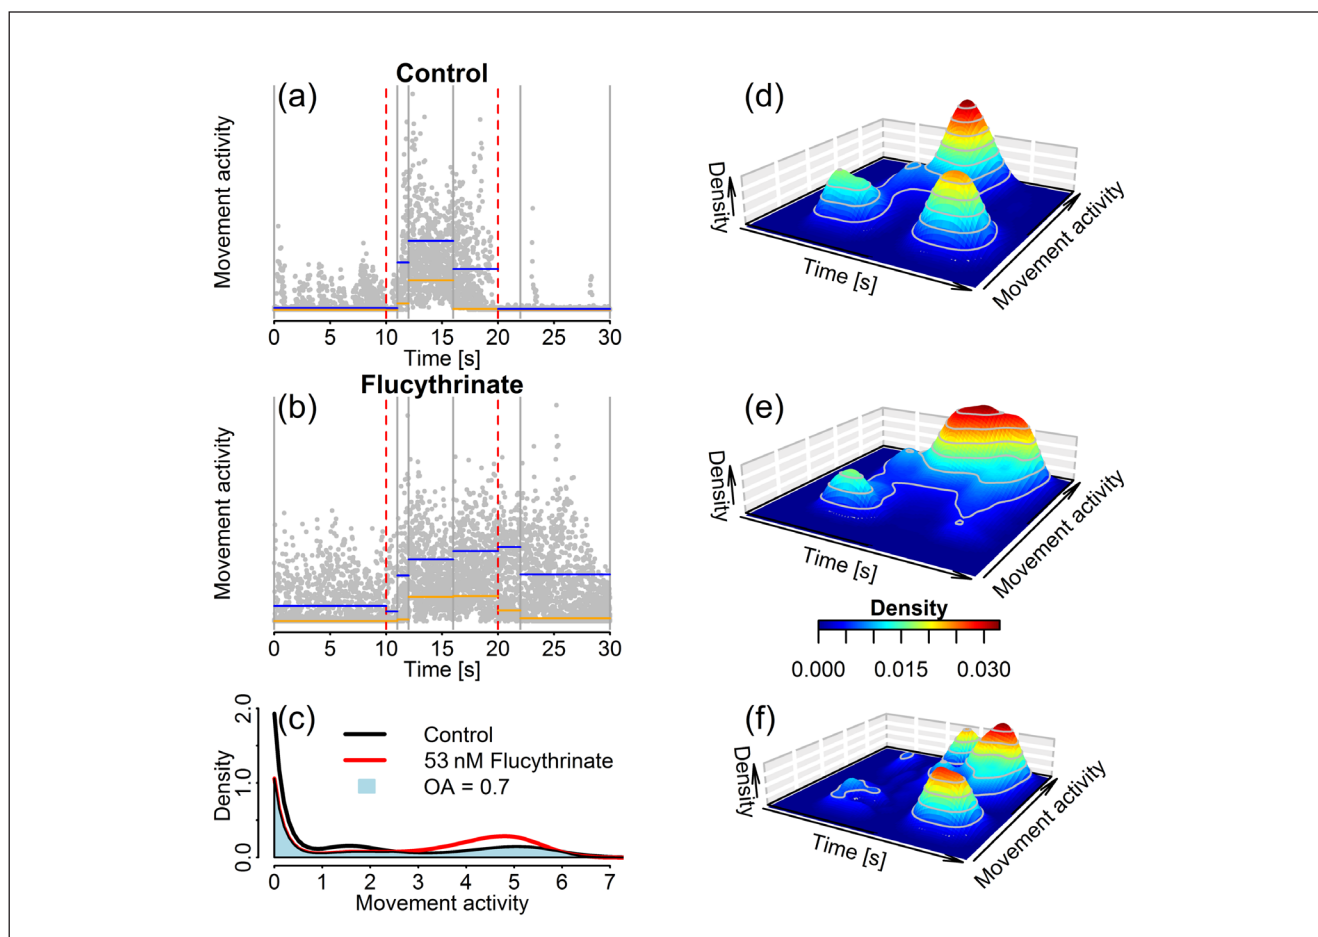 Control
(a)
Movement activity
0 5 10 15 20 25 30
Time [s]
Flucythrinate
(b)
Movement activity
0 5 10 15 20 25 30
Time [s]
(c)
Density
2.0
1.0
0.0
Control
53 nM Flucythrinate
OA = 0.7
0 1 2 3 4 5 6 7
Movement activity
(d)
Density
Time [s]
Movement activity
(e)
Density
Time [s]
Movement activity
Density
0.000 0.015 0.030
(f)
Density
Time [s]
Movement activity